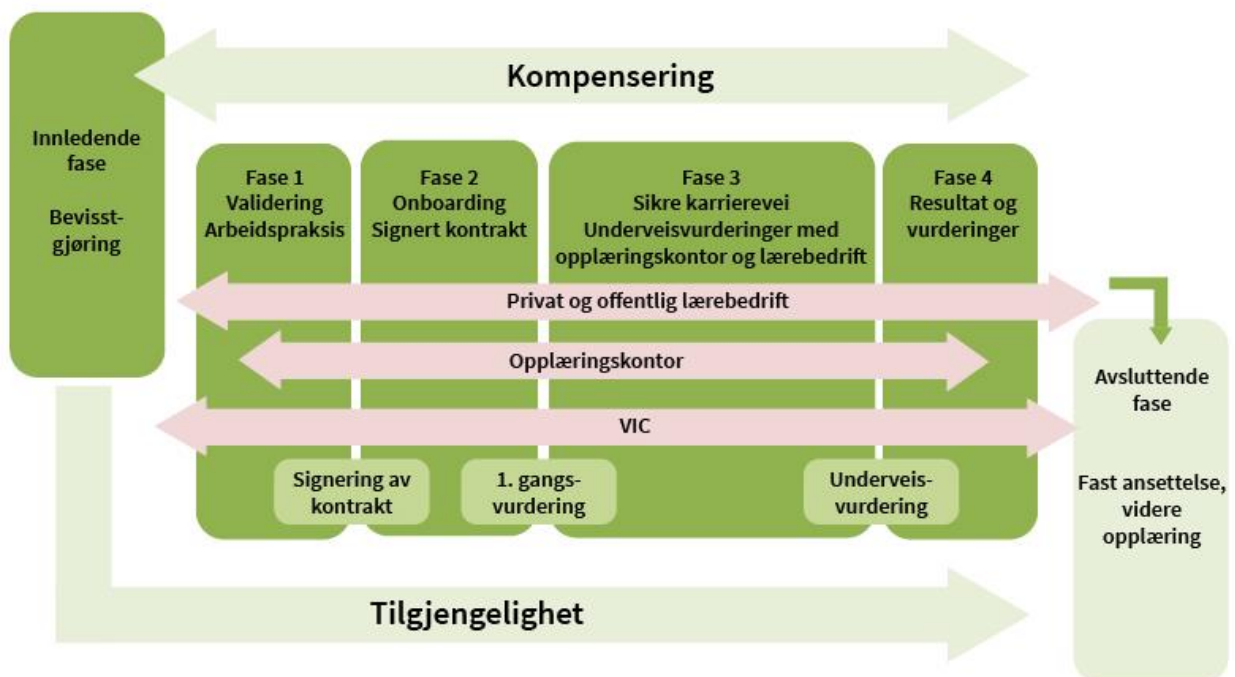 Kompensering
Innledende
fase
Bevisst-
gjøring
Fase 1
Validering
Arbeidspraksis
Fase 2
Onboarding
Signert kontrakt
Fase 3
Sikre karrierevei
Underveisvurderinger med
opplæringskontor og lærebedrift
Fase 4
Resultat og
vurderinger
Privat og offentlig lærebedrift
Opplæringskontor
VIC
Signering av
kontrakt
1. gangs-
vurdering
Underveis-
vurdering
Avsluttende
fase
Fast ansettelse,
videre
opplæring
Tilgjengelighet